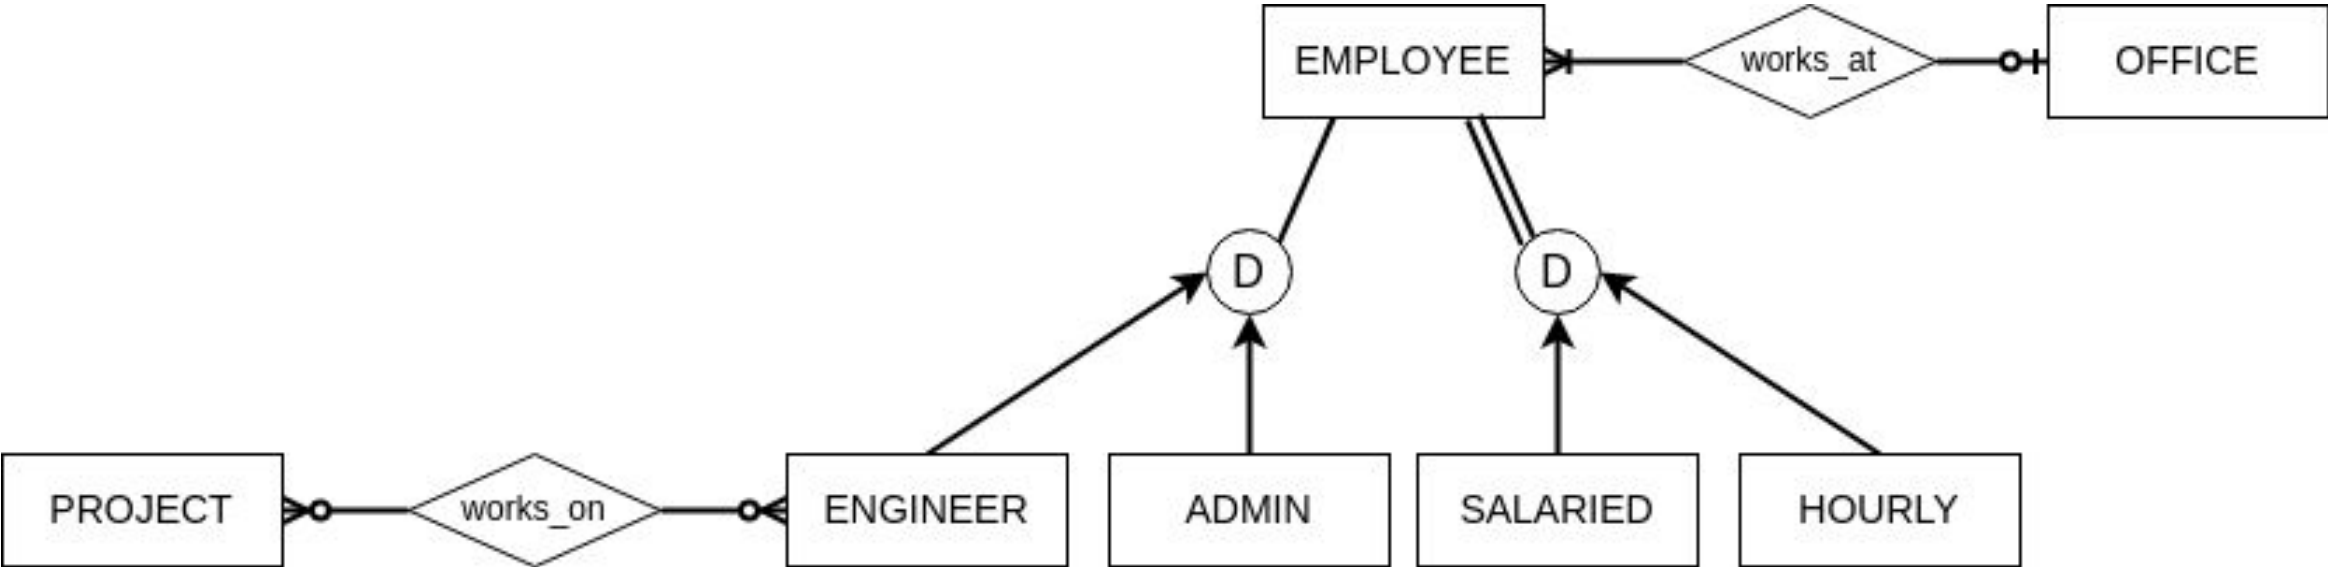 EMPLOYEE
works_at
OFFICE
D
D
PROJECT
works_on
ENGINEER
ADMIN
SALARIED
HOURLY